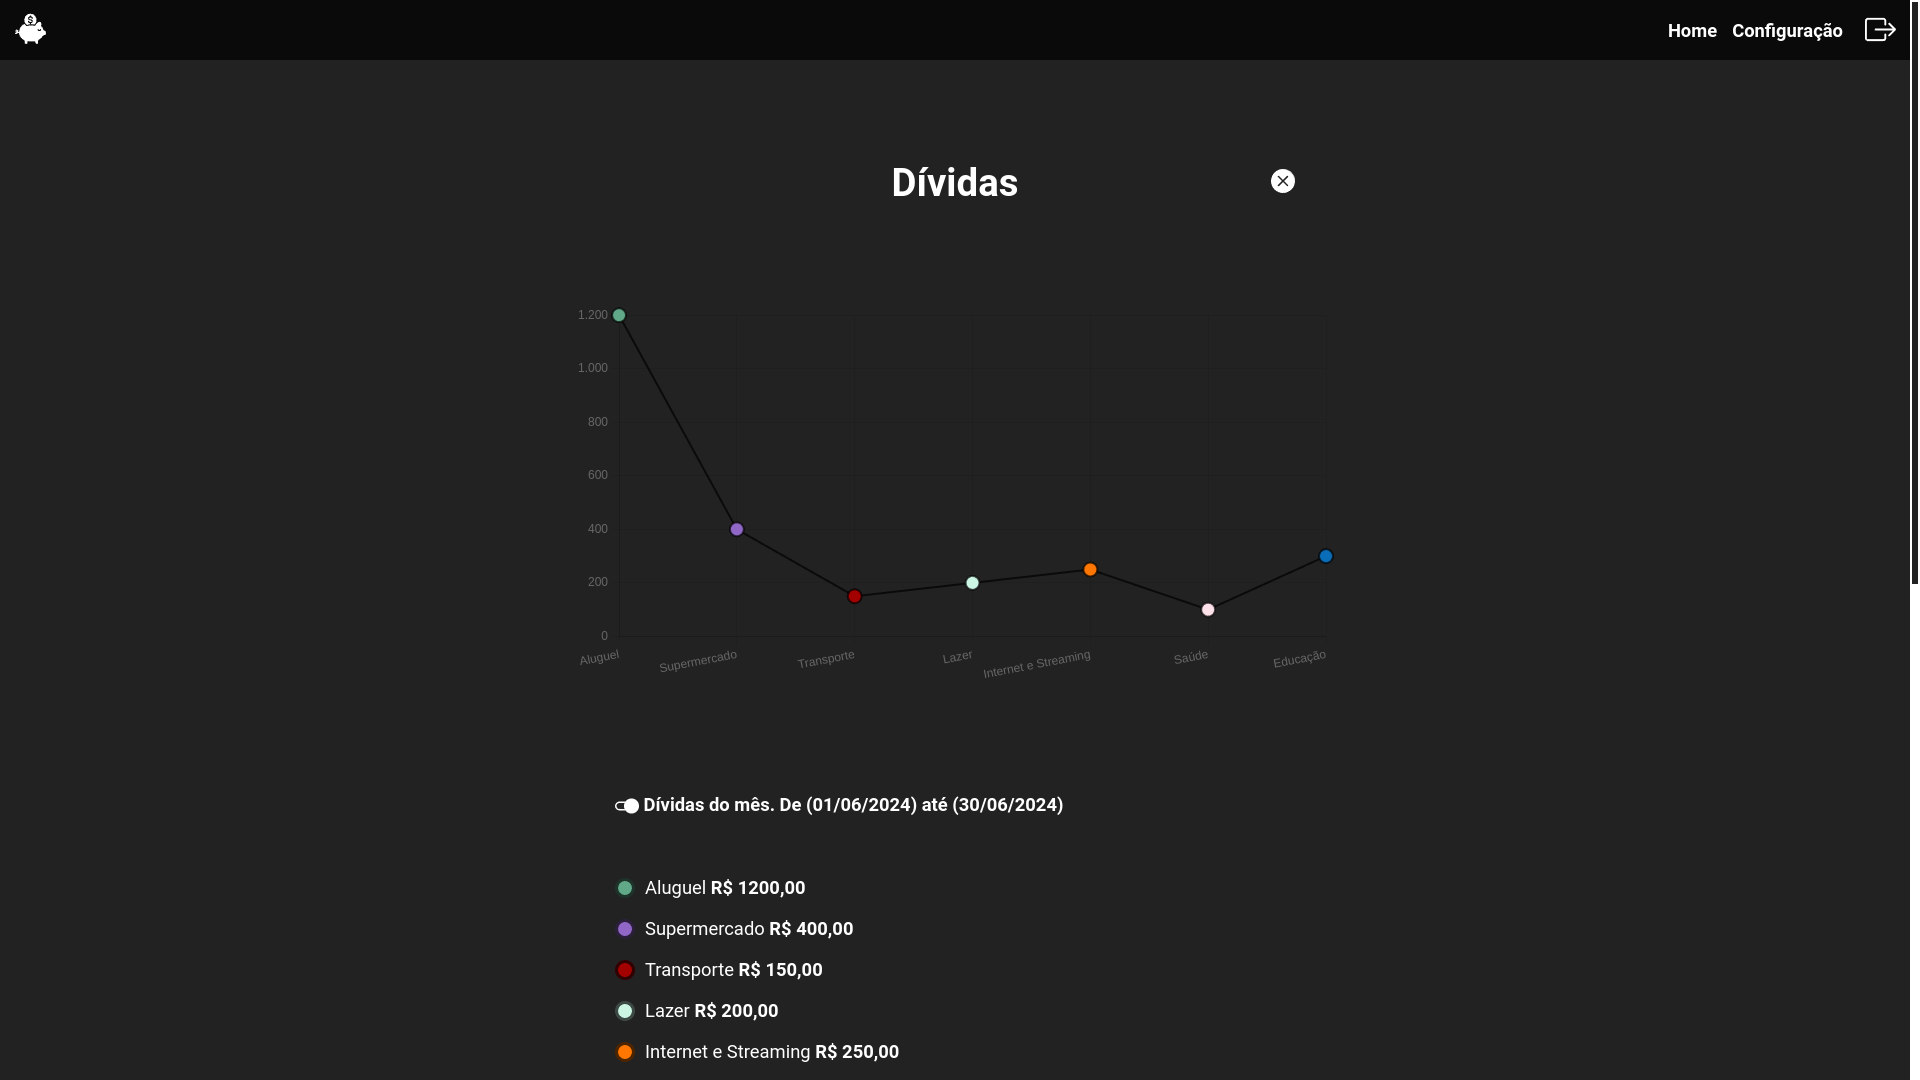 $
Home Configuração
Dívidas
1.200
1.000
800
600
400
200
0
Aluguel Supermercado Transporte Lazer Internet e Streaming Saúde Educação
Dívidas do mês. De (01/06/2024) até (30/06/2024)
Aluguel R$ 1200,00
Supermercado R$ 400,00
Transporte R$ 150,00
Lazer R$ 200,00
Internet e Streaming R$ 250,00